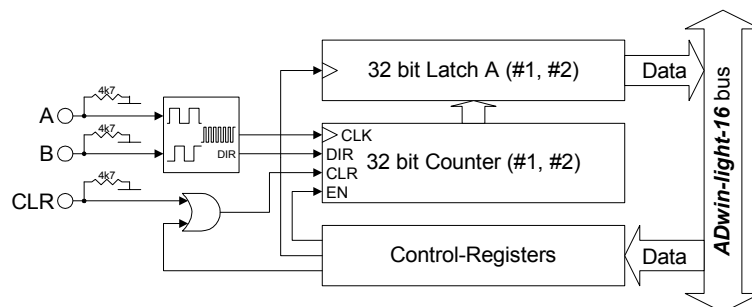 4k7
A
4k7
B
4k7
CLR
DIR
32 bit Latch A (#1, #2)
Data
CLK
DIR
CLR
EN
32 bit Counter (#1, #2)
Control-Registers
Data
ADwin-light-16 bus